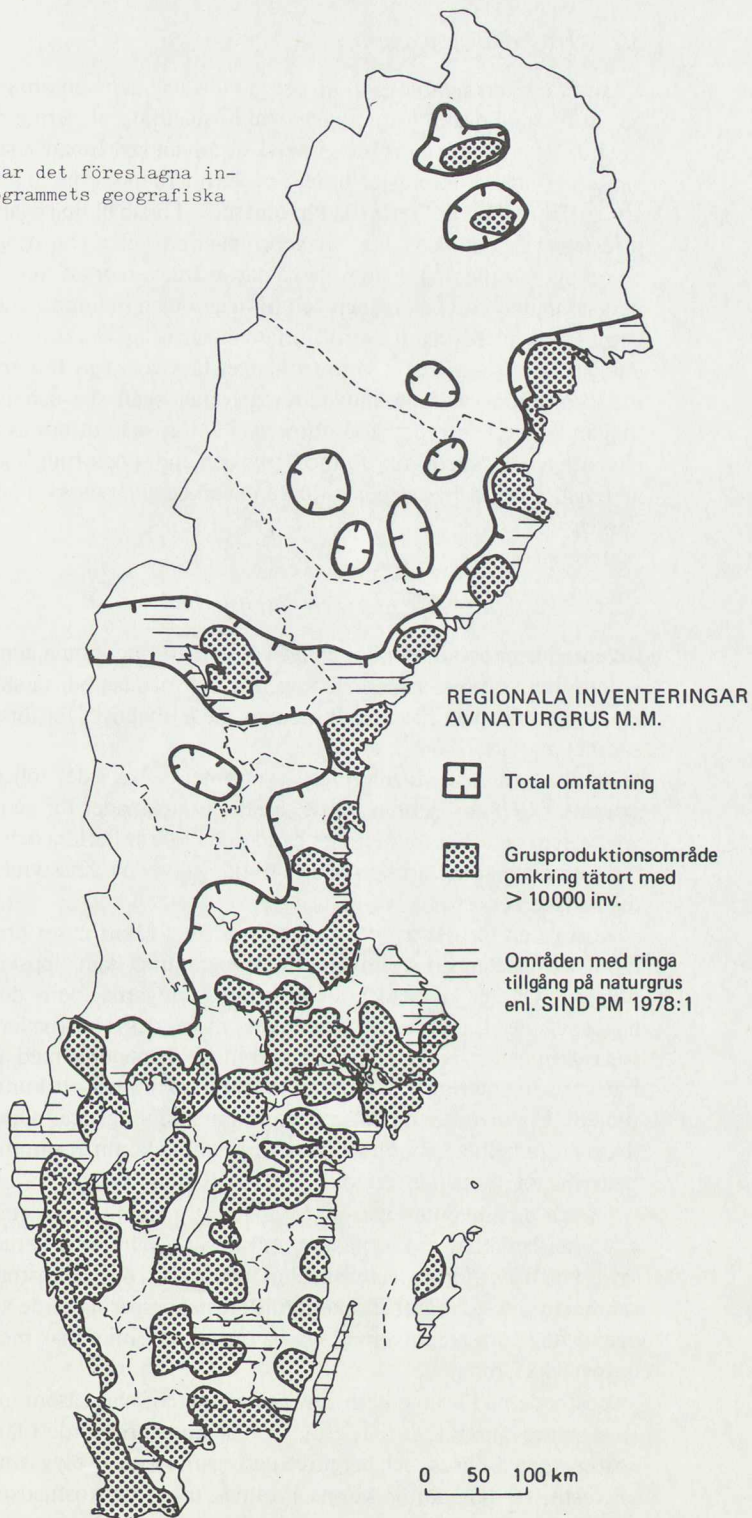 ar det föreslagna in-
ogrammets geografiska
REGIONALA INVENTERINGAR
AV NATURGRUS M.M.
Total omfattning
Grusproduktionsområde
omkring tätort med
> 10000 inv.
Områden med ringa
tillgång på naturgrus
enl. SIND PM 1978:1
0 50 100 km